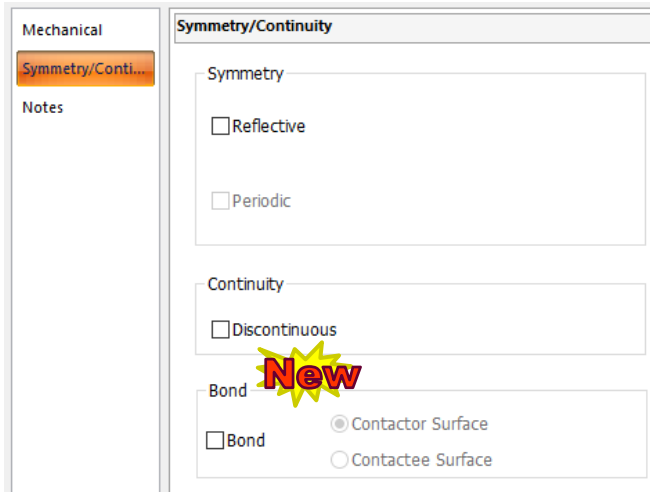 Mechanical
Symmetry/Conti...
Notes
Symmetry/Continuity
Symmetry
Reflective
Periodic
Continuity
Discontinuous
New
Bond
Bond
Contactor Surface
Contactee Surface